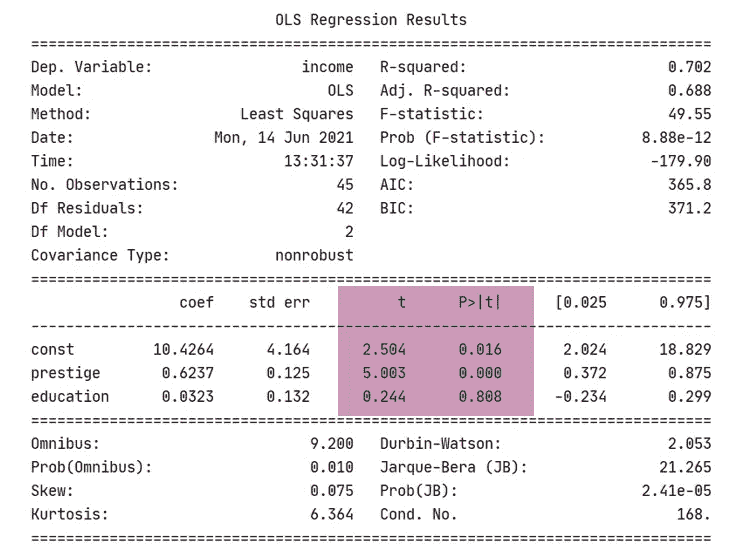 OLS Regression Results
==============================================================================
Dep. Variable:                 income   R-squared:                       0.702
Model:                            OLS   Adj. R-squared:                  0.688
Method:                 Least Squares   F-statistic:                     49.55
Date:                Mon, 14 Jun 2021   Prob (F-statistic):           8.88e-12
Time:                        13:31:37   Log-Likelihood:                -179.90
No. Observations:                  45   AIC:                             365.8
Df Residuals:                      42   BIC:                             371.2
Df Model:                           2
Covariance Type:            nonrobust
==============================================================================
                 coef    std err          t      P>|t|      [0.025      0.975]
------------------------------------------------------------------------------
const         10.4264      4.164      2.504      0.016       2.024      18.829
prestige       0.6237      0.125      5.003      0.000       0.372       0.875
education      0.0323      0.132      0.244      0.808      -0.234       0.299
==============================================================================
Omnibus:                        9.200   Durbin-Watson:                   2.053
Prob(Omnibus):                  0.010   Jarque-Bera (JB):               21.265
Skew:                           0.075   Prob(JB):                     2.41e-05
Kurtosis:                       6.364   Cond. No.                         168.
==============================================================================